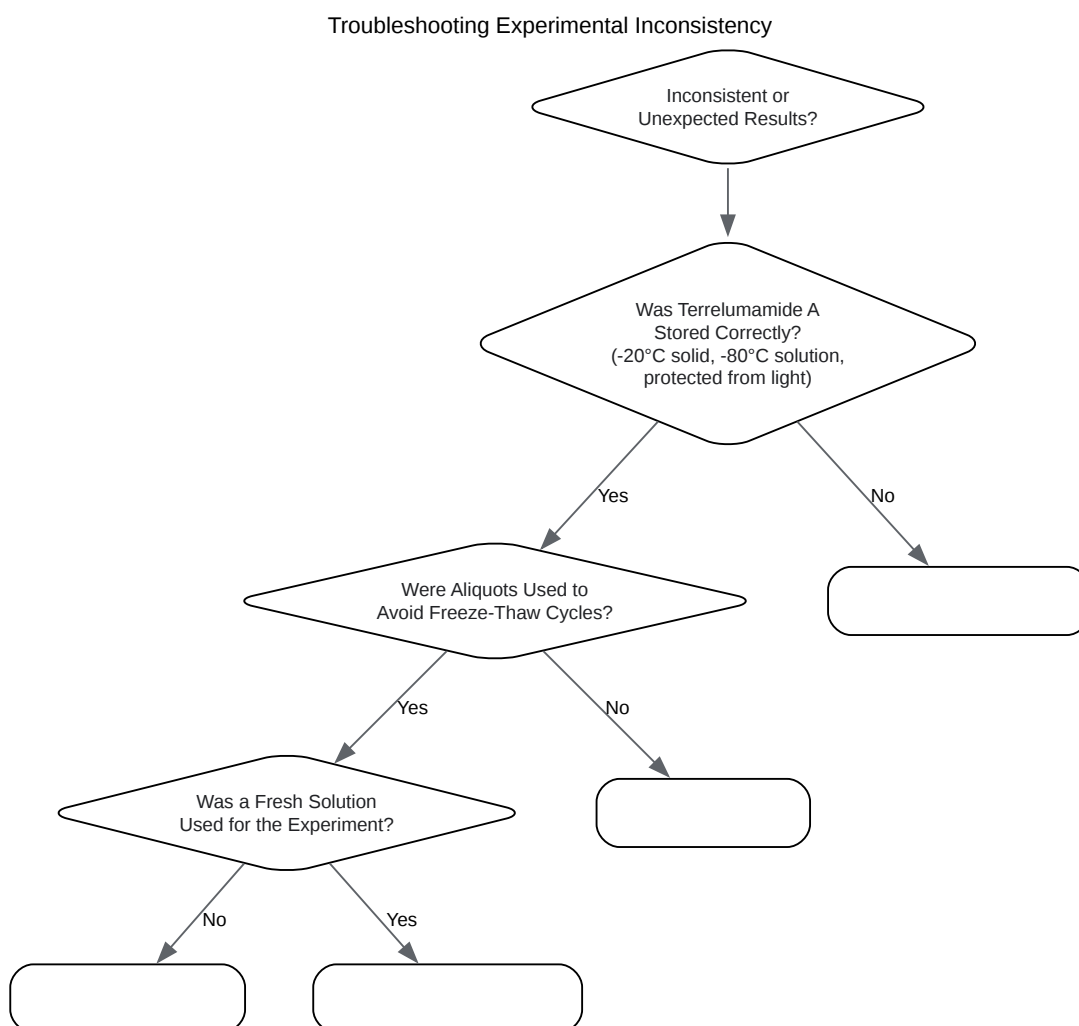 Troubleshooting Experimental Inconsistency
Inconsistent or
Unexpected Results?
Was Terrelumamide A
Stored Correctly?
(-20°C solid, -80°C solution,
protected from light)
Yes
No
Were Aliquots Used to
Avoid Freeze-Thaw Cycles?
Yes
No
Was a Fresh Solution
Used for the Experiment?
No
Yes